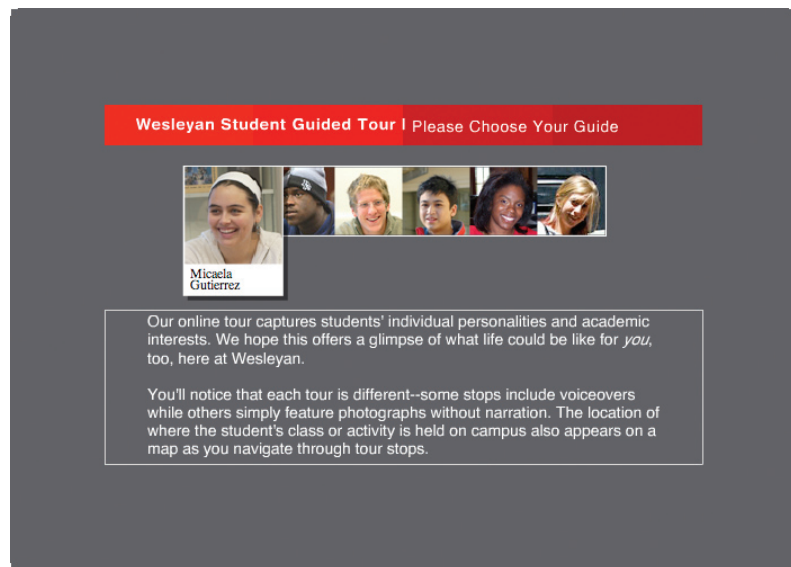 Wesleyan Student Guided Tour | Please Choose Your Guide
Micaela
Gutierrez
Our online tour captures students' individual personalities and academic
interests. We hope this offers a glimpse of what life could be like for you,
too, here at Wesleyan.
You'll notice that each tour is different--some stops include voiceovers
while others simply feature photographs without narration. The location of
where the student's class or activity is held on campus also appears on a
map as you navigate through tour stops.